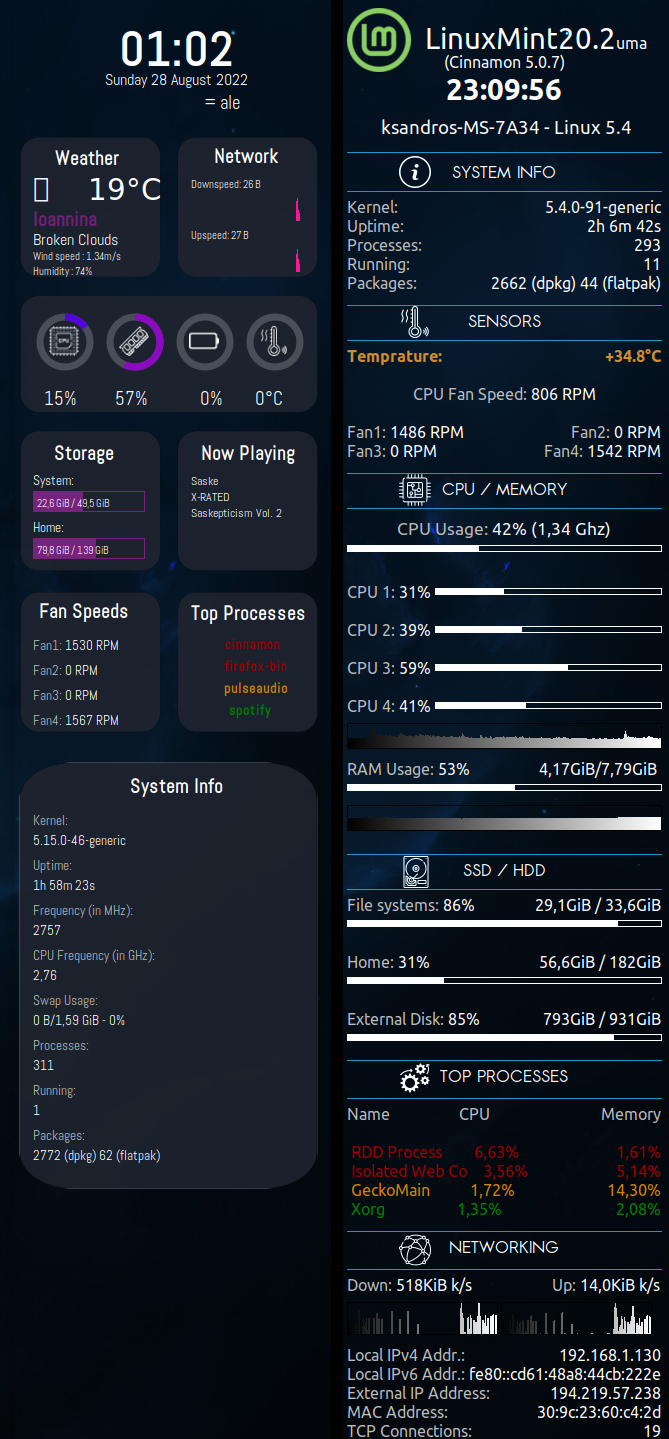 01:02
Sunday 28 August 2022
= ale
Weather
19°C
Ioannina
Broken Clouds
Wind speed : 1.34m/s
Humidity : 74%
Network
Downspeed: 26 B
Upspeed: 27 B
CPU
15%
57%
0%
0°C
Storage
System:
22,6 GiB / 49,5 GiB
Home:
79,8 GiB / 139 GiB
Now Playing
Saske
X-RATED
Saskepticism Vol. 2
Fan Speeds
Fan1: 1530 RPM
Fan2: 0 RPM
Fan3: 0 RPM
Fan4: 1567 RPM
Top Processes
cinnamon
firefox-bin
pulseaudio
spotify
System Info
Kernel:
5.15.0-46-generic
Uptime:
1h 58m 23s
Frequency (in MHz):
2757
CPU Frequency (in GHz):
2,76
Swap Usage:
0 B/1,59 GiB - 0%
Processes:
311
Running:
1
Packages:
2772 (dpkg) 62 (flatpak)
LinuxMint20.2uma
(Cinnamon 5.0.7)
23:09:56
ksandros-MS-7A34 - Linux 5.4
SYSTEM INFO
Kernel: 5.4.0-91-generic
Uptime: 2h 6m 42s
Processes: 293
Running: 11
Packages: 2662 (dpkg) 44 (flatpak)
SENSORS
Temprature: +34.8°C
CPU Fan Speed: 806 RPM
Fan1: 1486 RPM Fan2: 0 RPM
Fan3: 0 RPM Fan4: 1542 RPM
CPU / MEMORY
CPU Usage: 42% (1,34 Ghz)
CPU 1: 31%
CPU 2: 39%
CPU 3: 59%
CPU 4: 41%
RAM Usage: 53% 4,17GiB/7,79GiB
SSD / HDD
File systems: 86% 29,1GiB / 33,6GiB
Home: 31% 56,6GiB / 182GiB
External Disk: 85% 793GiB / 931GiB
TOP PROCESSES
Name CPU Memory
RDD Process 6,63% 1,61%
Isolated Web Co 3,56% 5,14%
GeckoMain 1,72% 14,30%
Xorg 1,35% 2,08%
NETWORKING
Down: 518KiB k/s Up: 14,0KiB k/s
Local IPv4 Addr.: 192.168.1.130
Local IPv6 Addr.: fe80::cd61:48a8:44cb:222e
External IP Address: 194.219.57.238
MAC Address: 30:9c:23:60:c4:2d
TCP Connections: 19